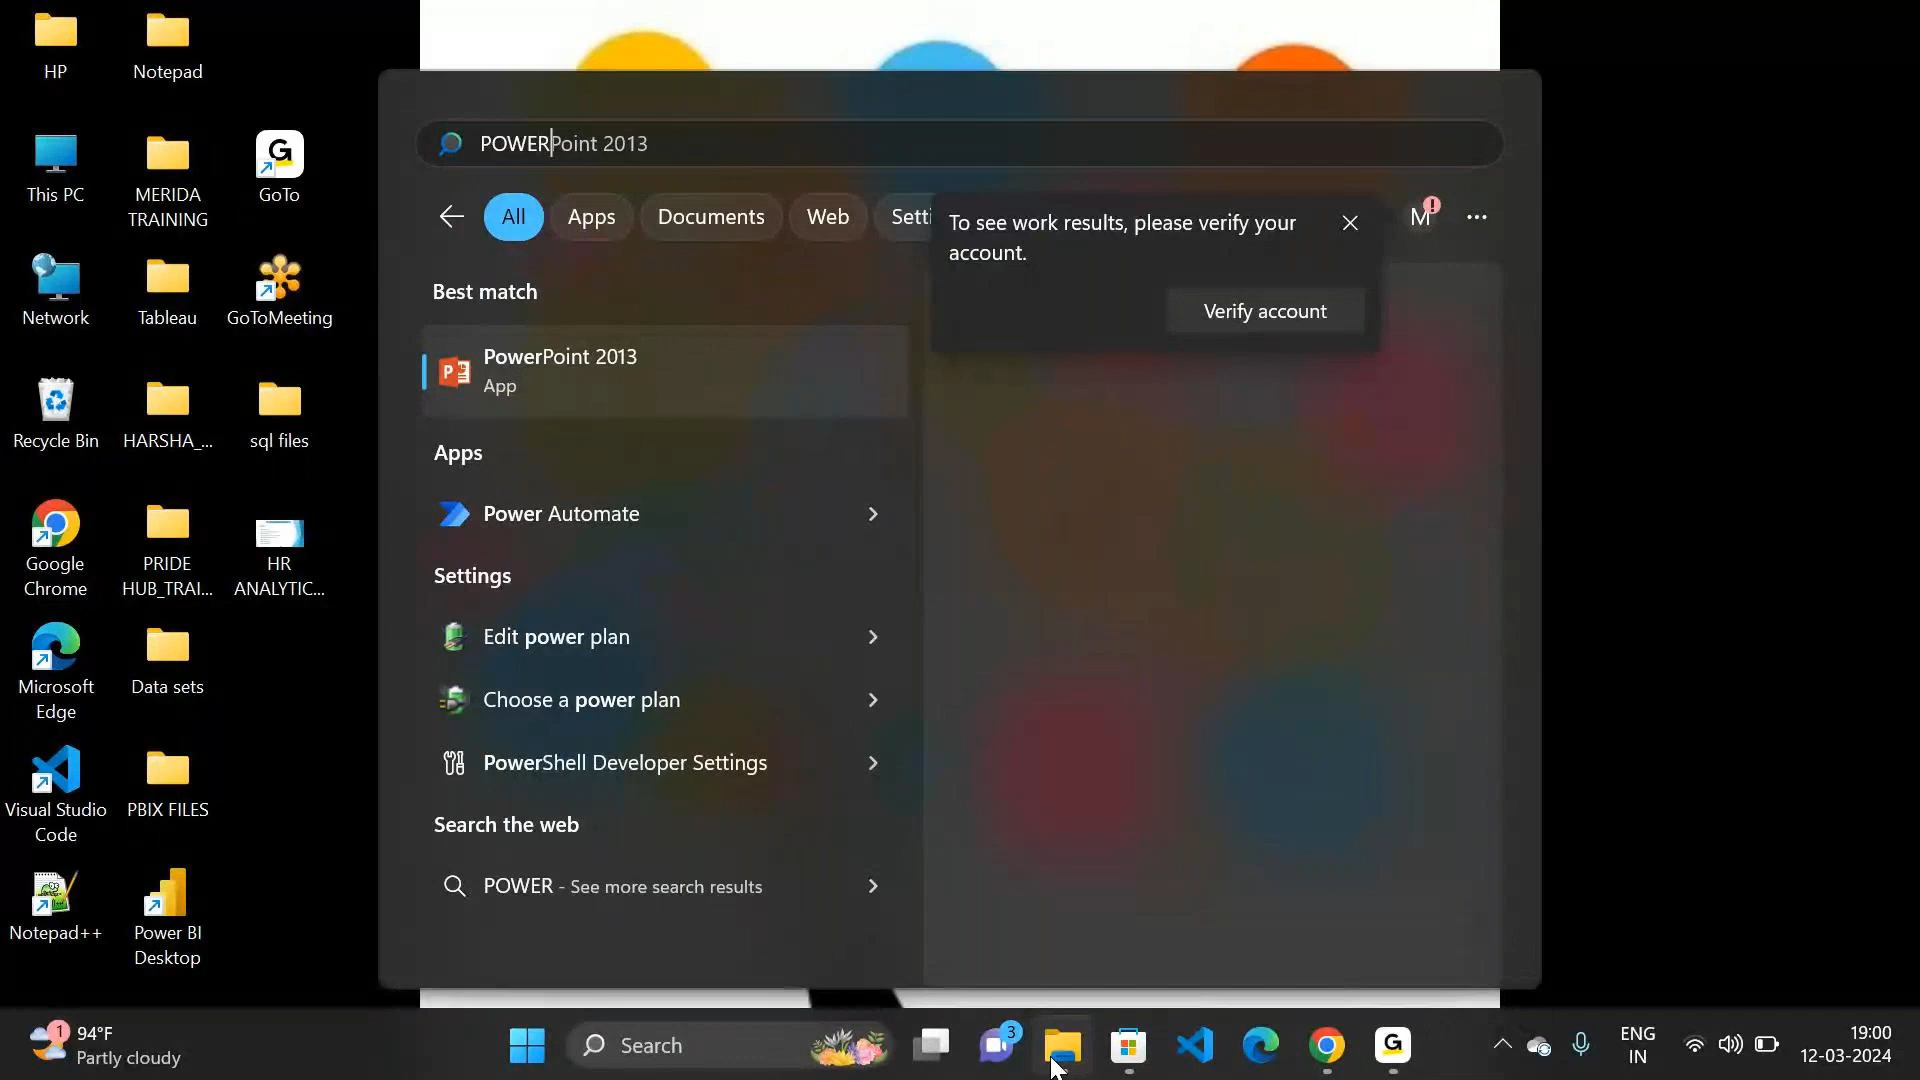 HP
Notepad
This PC
MERIDA
TRAINING
GoTo
Network
Tableau
GoToMeeting
Recycle Bin
HARSHA_...
sql files
Google
Chrome
PRIDE
HUB_TRAI...
HR
ANALYTIC...
Microsoft
Edge
Data sets
Visual Studio
Code
PBIX FILES
Notepad++
Power BI
Desktop
POWERPoint 2013
All
Apps
Documents
Web
Setti
M
!
To see work results, please verify your
account.
Verify account
Best match
PowerPoint 2013
App
Apps
Power Automate
Settings
Edit power plan
Choose a power plan
PowerShell Developer Settings
Search the web
POWER - See more search results
1
94°F
Partly cloudy
Search
3
G
ENG
IN
19:00
12-03-2024